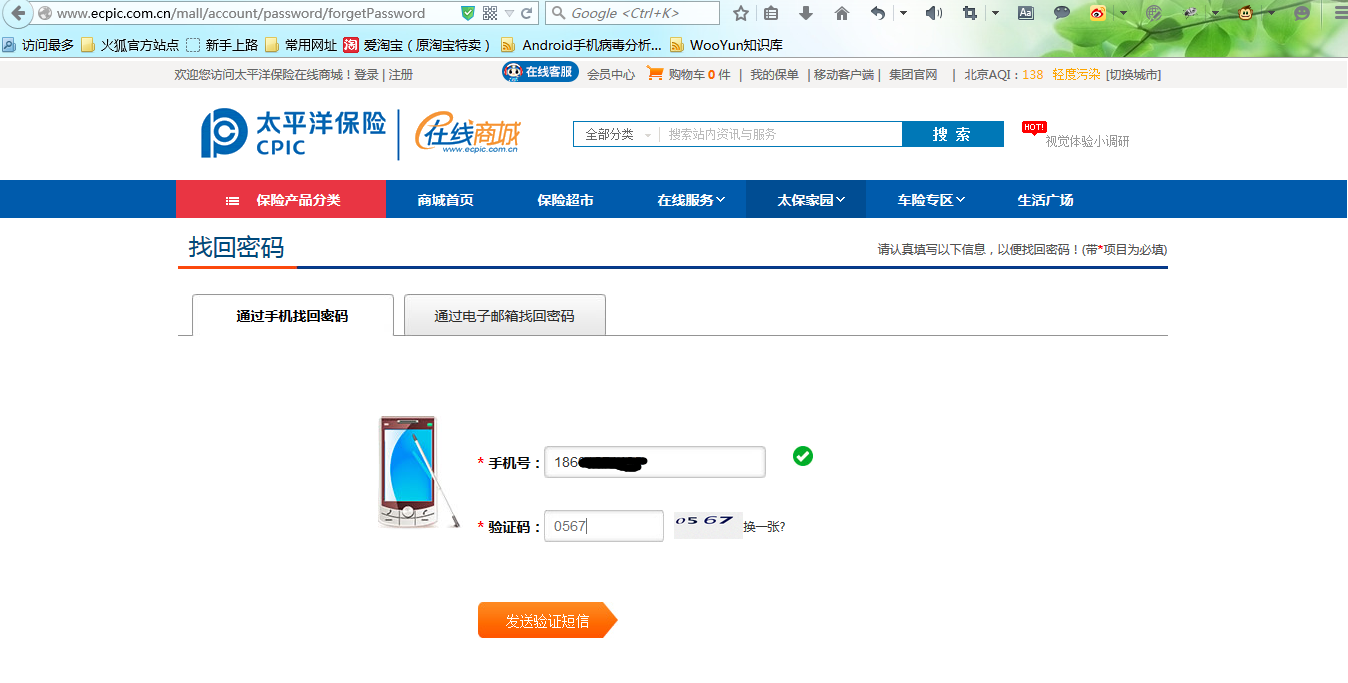 www.ecpic.com.cn/mall/account/password/forgetPassword Google <Ctrl+K>
访问最多 火狐官方站点 新手上路 常用网址 淘 爱淘宝（原淘宝特卖） Android手机病毒分析... WooYun知识库
欢迎您访问太平洋保险在线商城！登录 | 注册 在线客服 会员中心 购物车 0 件 | 我的保单 | 移动客户端 | 集团官网 | 北京AQI：138 轻度污染 [切换城市]
太平洋保险 CPIC 在线商城 www.ecpic.com.cn
全部分类 搜索站内资讯与服务 搜 索 HOT! 视觉体验小调研
保险产品分类 商城首页 保险超市 在线服务 太保家园 车险专区 生活广场
找回密码 请认真填写以下信息，以便找回密码！(带*项目为必填)
通过手机找回密码 通过电子邮箱找回密码
* 手机号： 186
* 验证码： 0567 0567 换一张?
发送验证短信